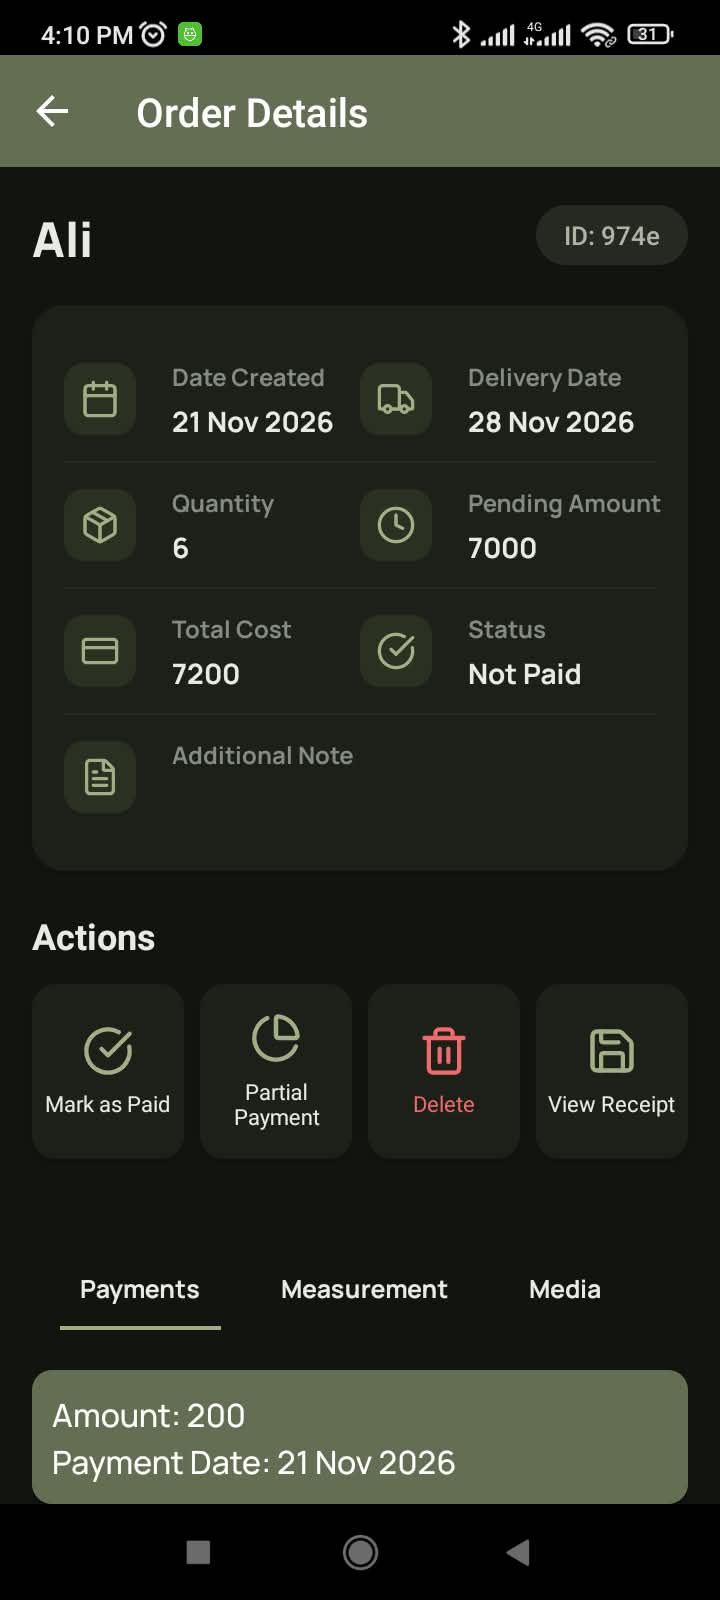 4:10 PM 4G 31
Order Details
Ali
ID: 974e
Date Created
21 Nov 2026
Delivery Date
28 Nov 2026
Quantity
6
Pending Amount
7000
Total Cost
7200
Status
Not Paid
Additional Note
Actions
Mark as Paid
Partial
Payment
Delete
View Receipt
Payments Measurement Media
Amount: 200
Payment Date: 21 Nov 2026